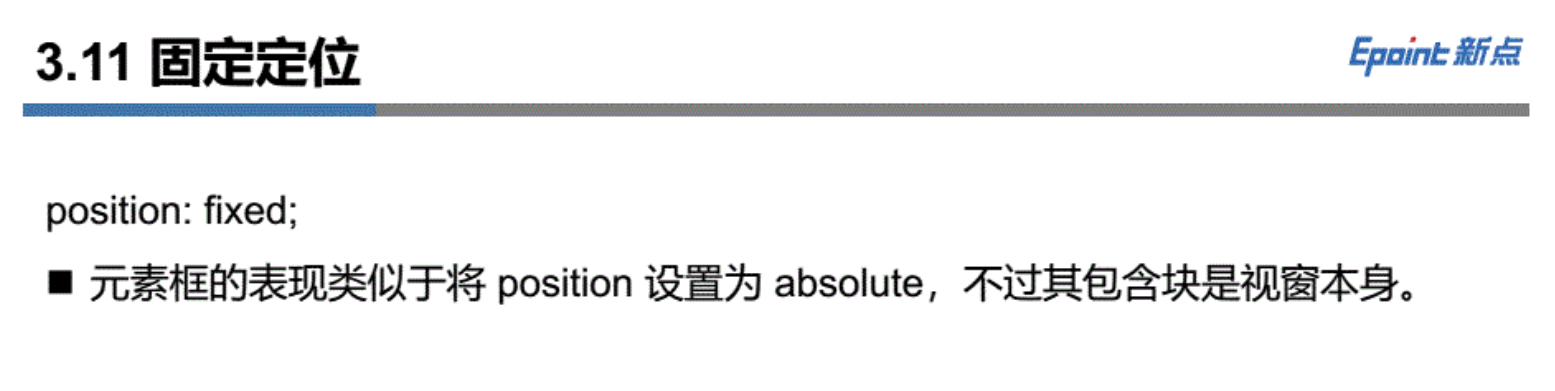 3.11 固定定位
Epoint 新点
position: fixed;
■ 元素框的表现类似于将 position 设置为 absolute，不过其包含块是视窗本身。